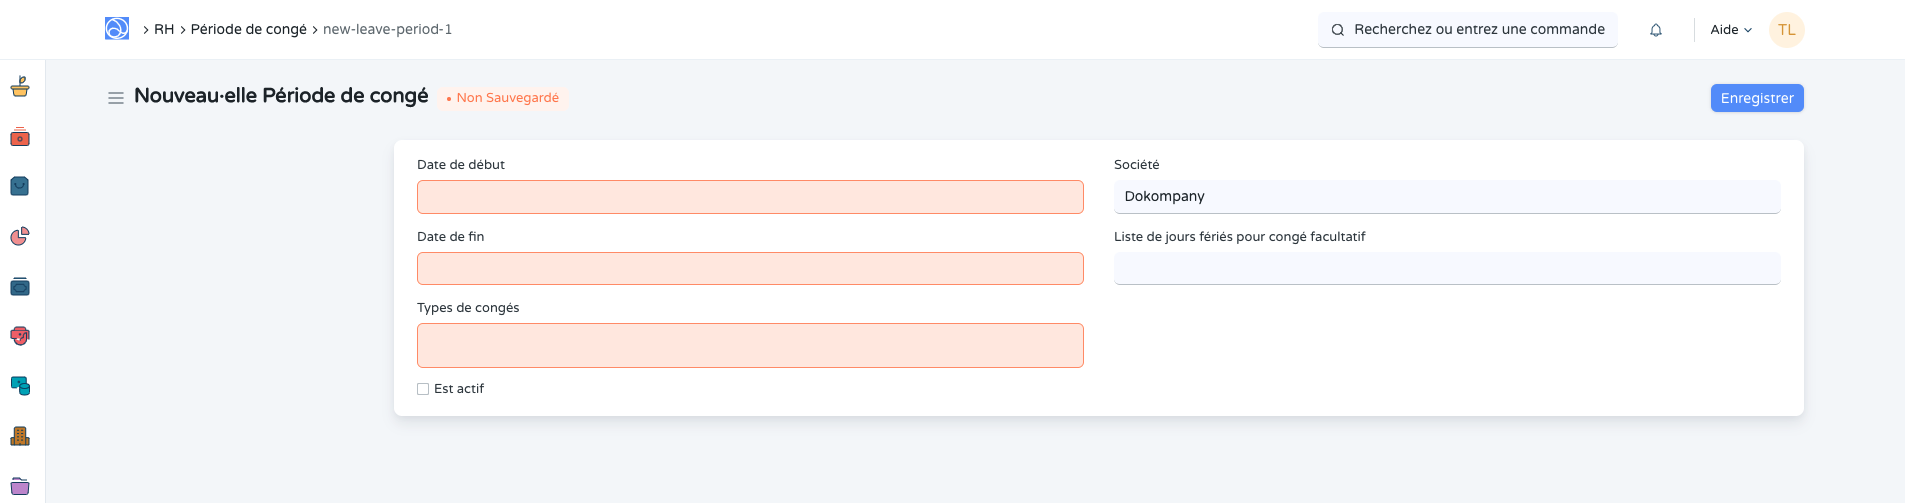 RH > Période de congé > new-leave-period-1
Recherchez ou entrez une commande
Aide
TL
Nouveau·elle Période de congé
• Non Sauvegardé
Enregistrer
Date de début
Société
Dokompany
Date de fin
Liste de jours fériés pour congé facultatif
Types de congés
Est actif